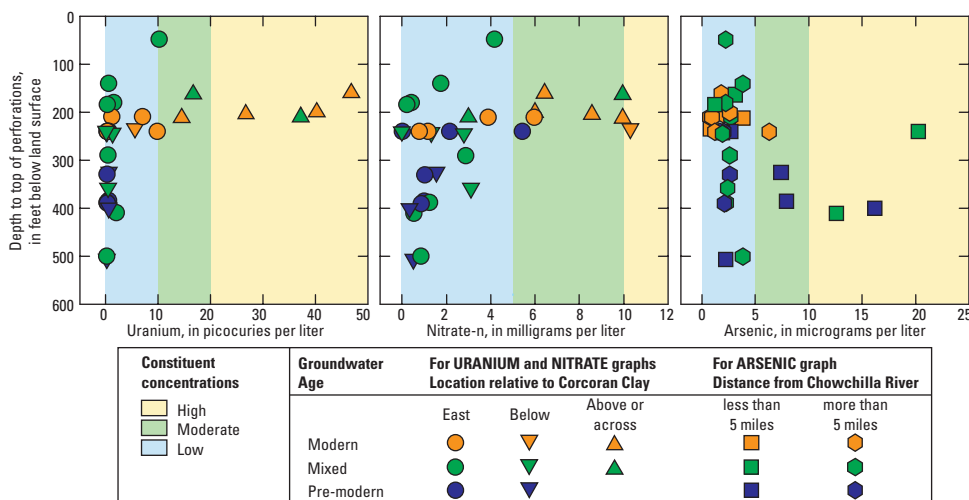 Depth to top of perforations,
in feet below land surface
0
100
200
300
400
500
600
0 10 20 30 40 50
Uranium, in picocuries per liter
0 2 4 6 8 10 12
Nitrate-n, in milligrams per liter
0 5 10 15 20 25
Arsenic, in micrograms per liter
Constituent
concentrations
High
Moderate
Low
Groundwater
Age
For URANIUM and NITRATE graphs
Location relative to Corcoran Clay
For ARSENIC graph
Distance from Chowchilla River
East Below Above or
across
less than
5 miles
more than
5 miles
Modern
Mixed
Pre-modern